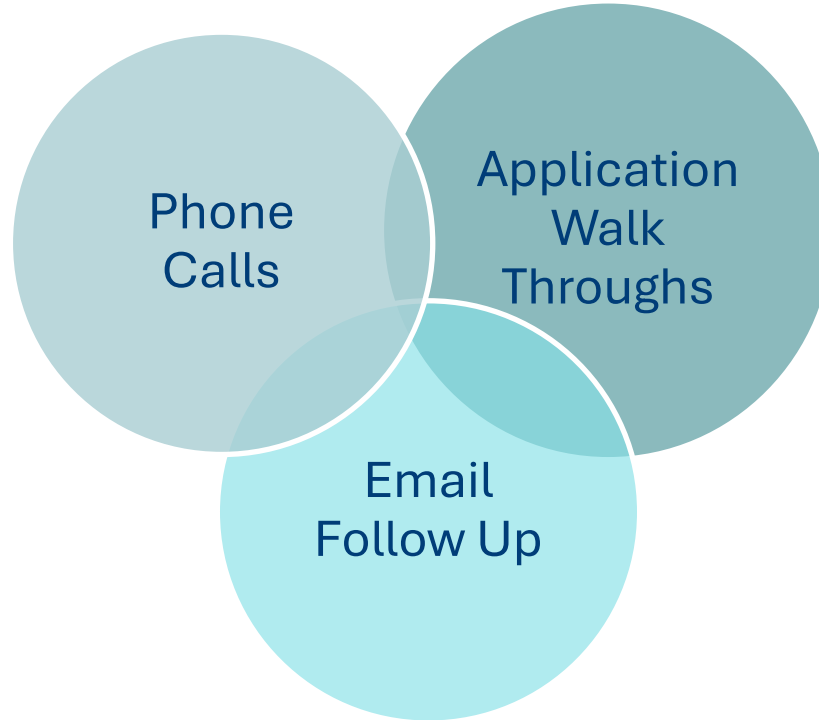 Phone
Calls
Application
Walk
Throughs
Email
Follow Up